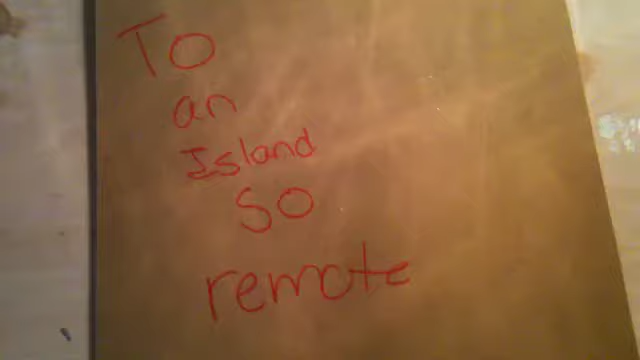 To
an
Island
so
remote